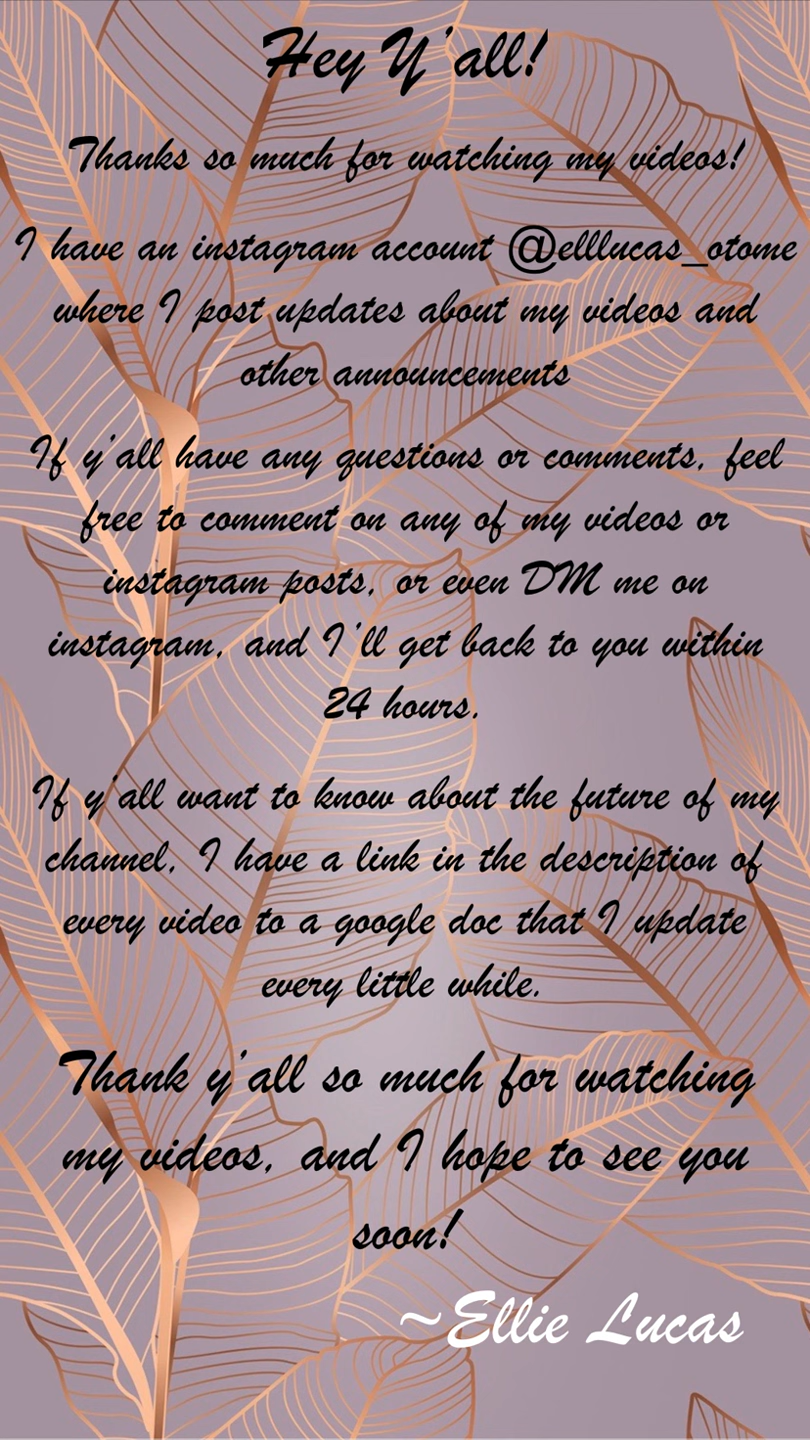 Hey Y'all!
Thanks so much for watching my videos!
I have an instagram account @elllucas_otome
where I post updates about my videos and
other announcements
If y'all have any questions or comments, feel
free to comment on any of my videos or
instagram posts, or even DM me on
instagram, and I'll get back to you within
24 hours.
If y'all want to know about the future of my
channel, I have a link in the description of
every video to a google doc that I update
every little while.
Thank y'all so much for watching
my videos, and I hope to see you
soon!
~Ellie Lucas